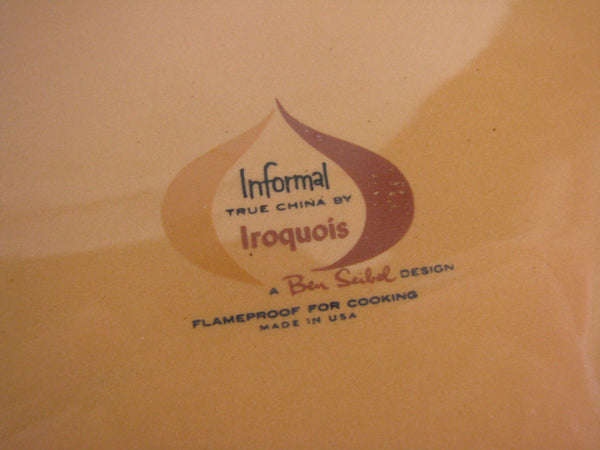 Informal
TRUE CHINA BY
Iroquois
A Ben Seibel DESIGN
FLAMEPROOF FOR COOKING
MADE IN USA